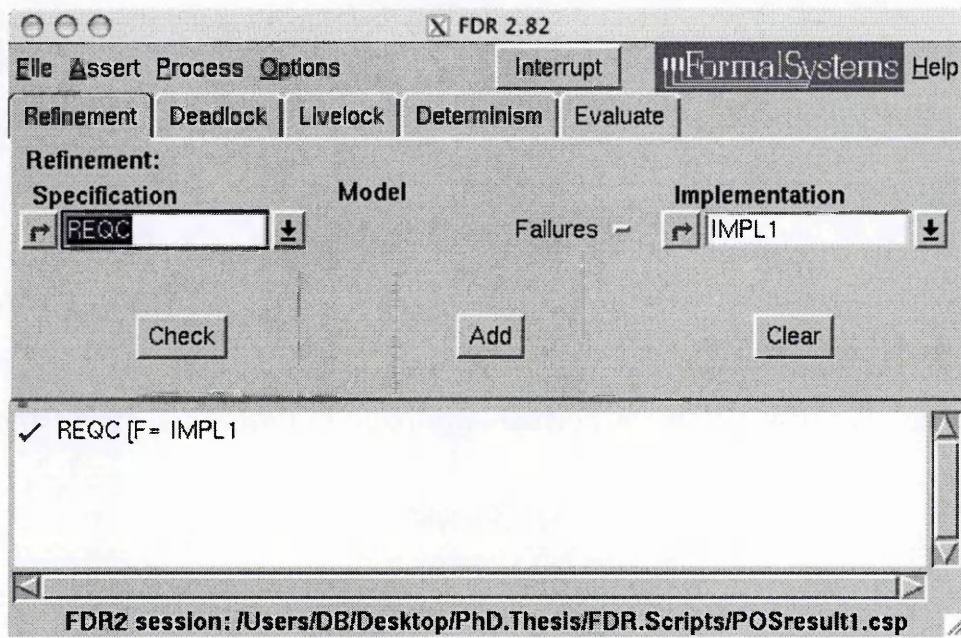 X FDR 2.82
File Assert Process Options Interrupt FormalSystems Help
Refinement Deadlock Livelock Determinism Evaluate
Refinement:
Specification Model Implementation
REQC Failures IMPL1
Check Add Clear
✓ REQC [F= IMPL1
FDR2 session: /Users/DB/Desktop/PhD.Thesis/FDR.Scripts/POSresult1.csp